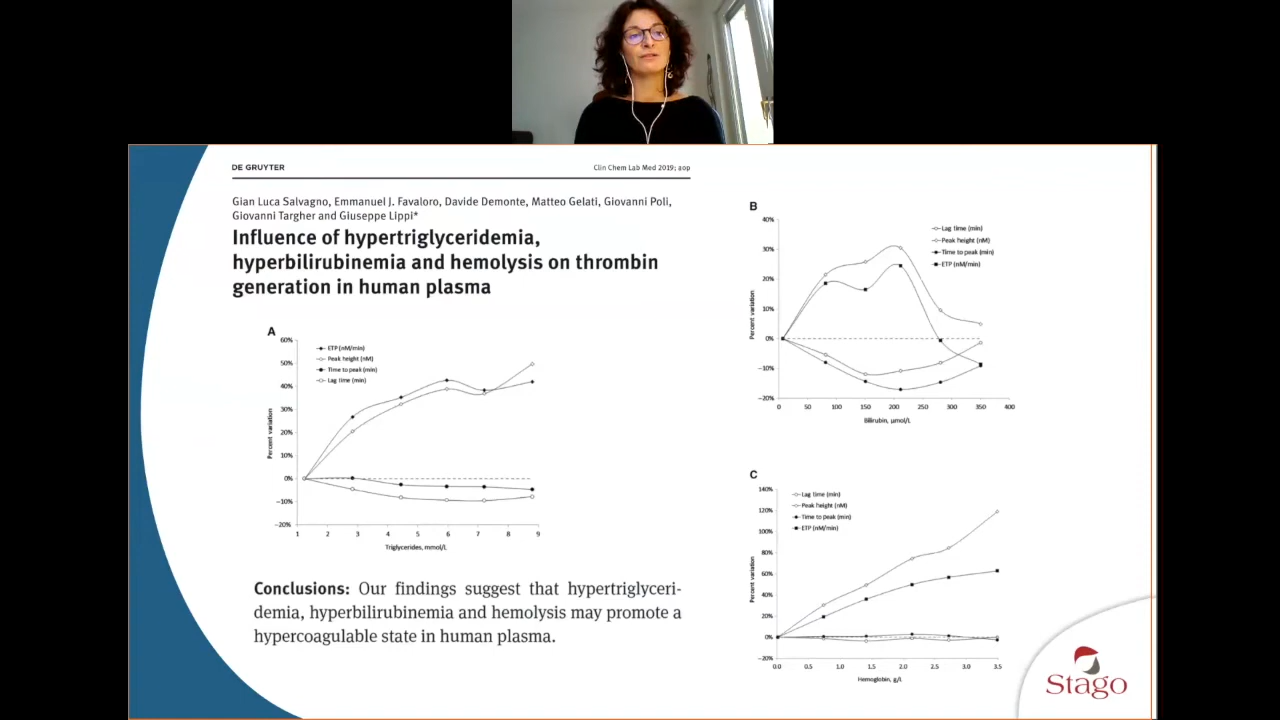 DE GRUYTER
Clin Chem Lab Med 2019; aop
Gian Luca Salvagno, Emmanuel J. Favaloro, Davide Demonte, Matteo Gelati, Giovanni Poli,
Giovanni Targher and Giuseppe Lippi*
Influence of hypertriglyceridemia,
hyperbilirubinemia and hemolysis on thrombin
generation in human plasma
A
60%
50%
40%
30%
20%
10%
0%
−10%
−20%
Percent variation
ETP (nM/min)
Peak height (nM)
Time to peak (min)
Lag time (min)
1 2 3 4 5 6 7 8 9
Triglycerides, mmol/L
Conclusions: Our findings suggest that hypertriglyceri-
demia, hyperbilirubinemia and hemolysis may promote a
hypercoagulable state in human plasma.
B
40%
30%
20%
10%
0%
−10%
−20%
Percent variation
Lag time (min)
Peak height (nM)
Time to peak (min)
ETP (nM/min)
0 50 100 150 200 250 300 350 400
Bilirubin, µmol/L
C
140%
120%
100%
80%
60%
40%
20%
0%
−20%
Percent variation
Lag time (min)
Peak height (nM)
Time to peak (min)
ETP (nM/min)
0.0 0.5 1.0 1.5 2.0 2.5 3.0 3.5
Hemoglobin, g/L
Stago